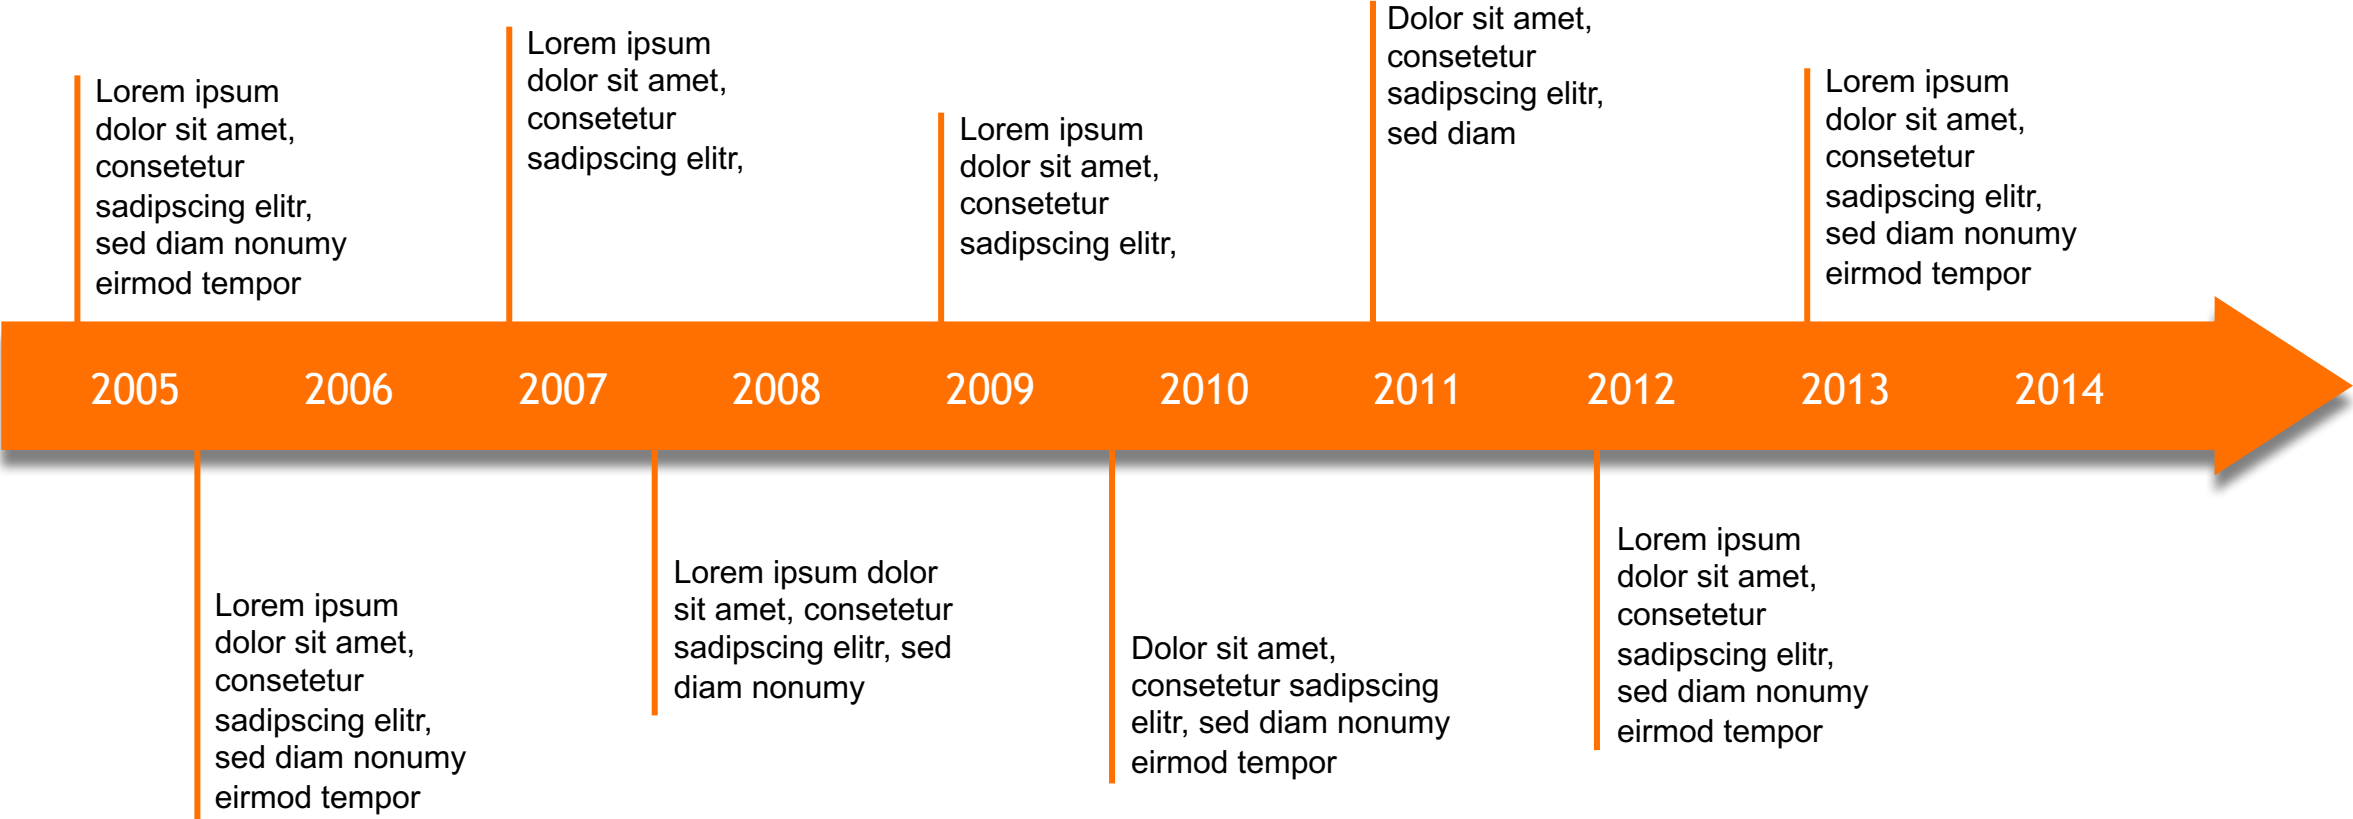 Lorem ipsum
dolor sit amet,
consetetur
sadipscing elitr,
sed diam nonumy
eirmod tempor
Lorem ipsum
dolor sit amet,
consetetur
sadipscing elitr,
Lorem ipsum
dolor sit amet,
consetetur
sadipscing elitr,
Dolor sit amet,
consetetur
sadipscing elitr,
sed diam
Lorem ipsum
dolor sit amet,
consetetur
sadipscing elitr,
sed diam nonumy
eirmod tempor
2005 2006 2007 2008 2009 2010 2011 2012 2013 2014
Lorem ipsum
dolor sit amet,
consetetur
sadipscing elitr,
sed diam nonumy
eirmod tempor
Lorem ipsum dolor
sit amet, consetetur
sadipscing elitr, sed
diam nonumy
Dolor sit amet,
consetetur sadipscing
elitr, sed diam nonumy
eirmod tempor
Lorem ipsum
dolor sit amet,
consetetur
sadipscing elitr,
sed diam nonumy
eirmod tempor